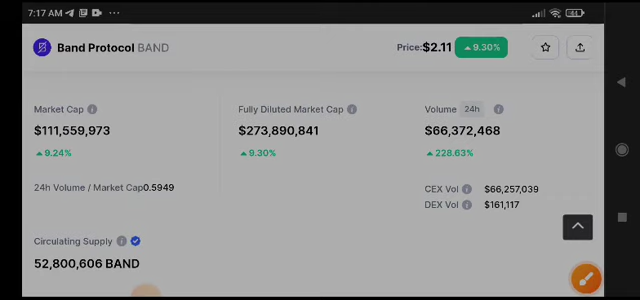 7:17 AM
44
Band Protocol BAND
Price:$2.11 9.30%
Market Cap
Fully Diluted Market Cap
Volume 24h
$111,559,973
$273,890,841
$66,372,468
9.24%
9.30%
228.63%
24h Volume / Market Cap0.5949
CEX Vol $66,257,039
DEX Vol $161,117
Circulating Supply
52,800,606 BAND